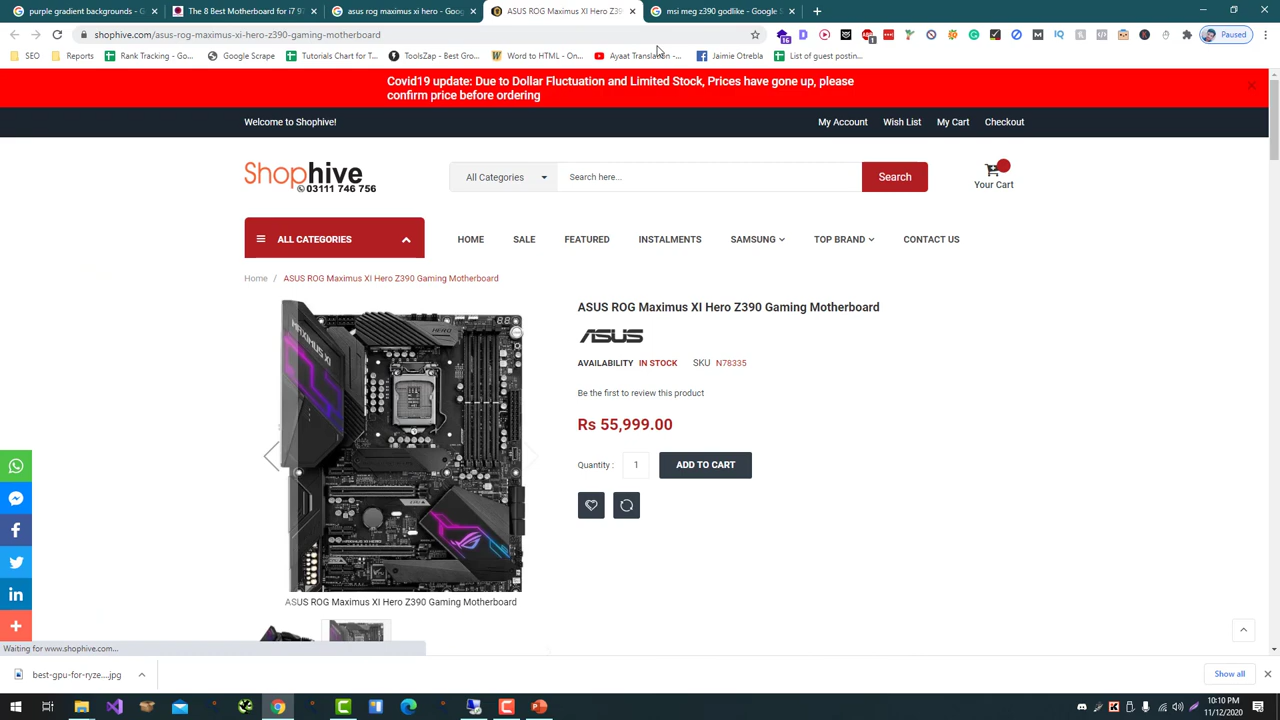 purple gradient background - G
The 8 Best Motherboard for i7 97
asus rog maximus xi hero - Goog
ASUS ROG Maximus XI Hero Z39
msi meg z390 godlike - Google S
shophive.com/asus-rog-maximus-xi-hero-z390-gaming-motherboard
Paused
SEO
Reports
Rank Tracking - Go...
Google Scrape
Tutorials Chart for T...
ToolsZap - Best Gro...
Word to HTML - On...
Ayaat Translation -...
Jaimie Otrebla
List of guest postin...
Covid19 update: Due to Dollar Fluctuation and Limited Stock, Prices have gone up, please
confirm price before ordering
Welcome to Shophive!
My Account
Wish List
My Cart
Checkout
Shophive
03111 746 756
All Categories
Search here...
Search
Your Cart
ALL CATEGORIES
HOME
SALE
FEATURED
INSTALMENTS
SAMSUNG
TOP BRAND
CONTACT US
Home / ASUS ROG Maximus XI Hero Z390 Gaming Motherboard
ASUS ROG Maximus XI Hero Z390 Gaming Motherboard
ASUS
AVAILABILITY IN STOCK SKU N78335
Be the first to review this product
Rs 55,999.00
Quantity :
1
ADD TO CART
MAXIMUS XI
HERO
ASUS ROG Maximus XI Hero Z390 Gaming Motherboard
Waiting for www.shophive.com...
best-gpu-for-ryze....jpg
Show all
10:10 PM
11/12/2020